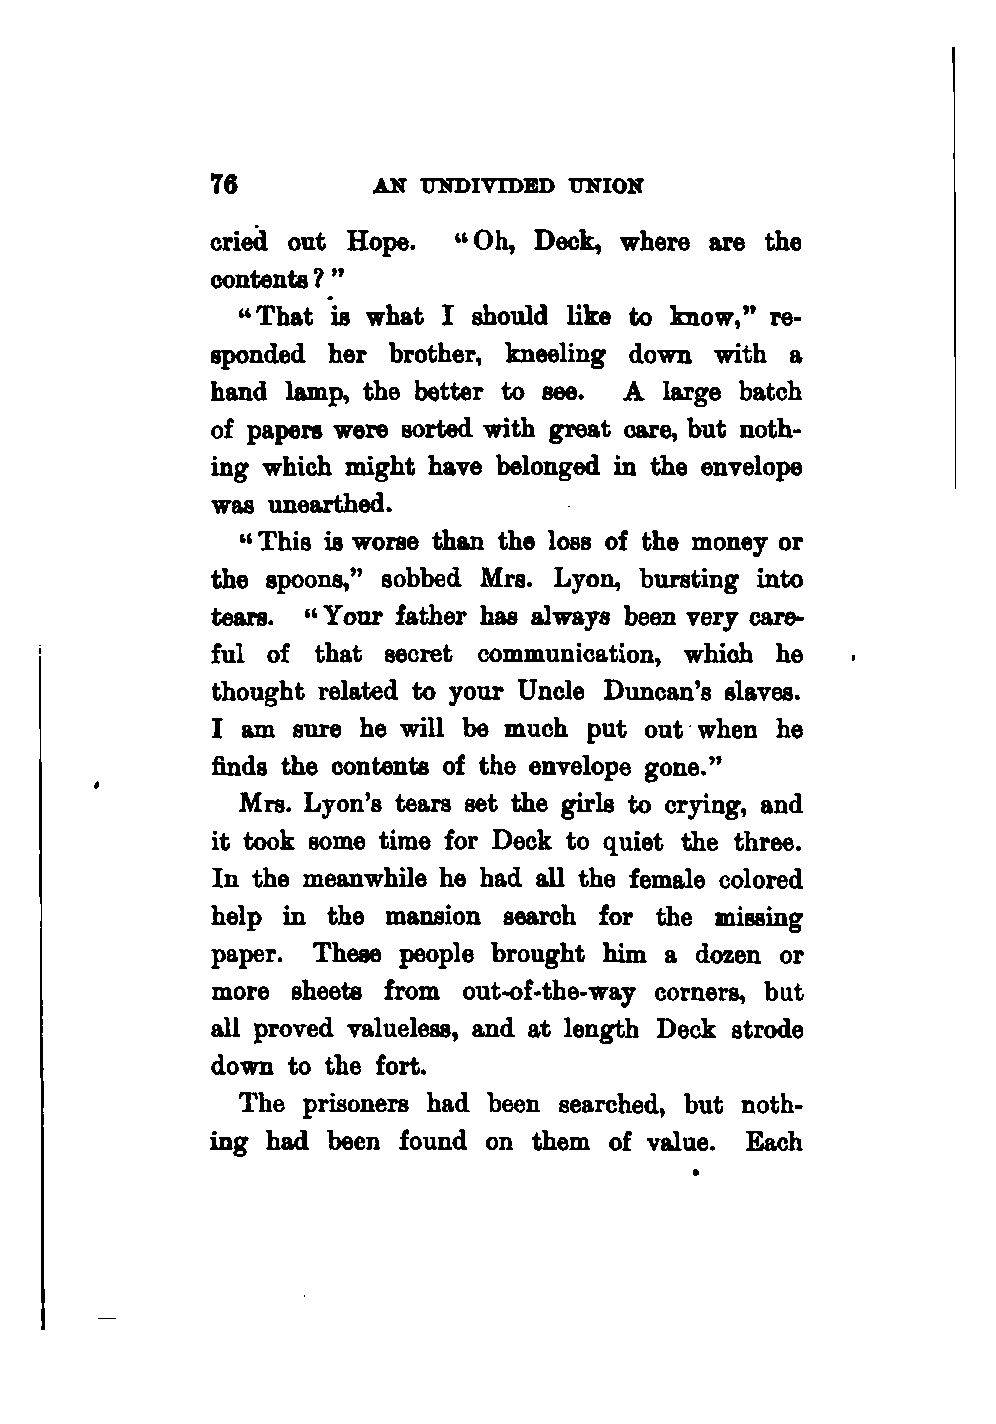 76 AN UNDIVIDED UNION
cried out Hope. “Oh, Deck, where are the
contents?”
“That is what I should like to know,” re-
sponded her brother, kneeling down with a
hand lamp, the better to see. A large batch
of papers were sorted with great care, but noth-
ing which might have belonged in the envelope
was unearthed.
“This is worse than the loss of the money or
the spoons,” sobbed Mrs. Lyon, bursting into
tears. “Your father has always been very care-
ful of that secret communication, which he
thought related to your Uncle Duncan’s slaves.
I am sure he will be much put out when he
finds the contents of the envelope gone.”
Mrs. Lyon’s tears set the girls to crying, and
it took some time for Deck to quiet the three.
In the meanwhile he had all the female colored
help in the mansion search for the missing
paper. These people brought him a dozen or
more sheets from out-of-the-way corners, but
all proved valueless, and at length Deck strode
down to the fort.
The prisoners had been searched, but noth-
ing had been found on them of value. Each